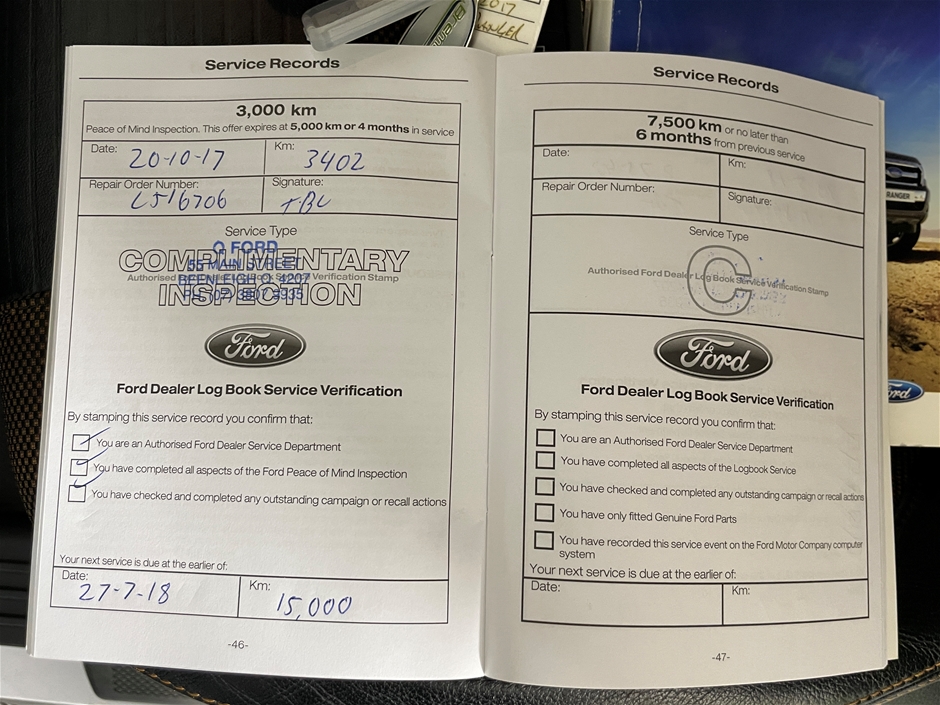 2017
Service Records
3,000 km
Peace of Mind Inspection. This offer expires at 5,000 km or 4 months in service
Date: 20-10-17
Km: 3402
Repair Order Number: C516706
Signature:
Service Type
COMPLIMENTARY
INSPECTION
Authorised Ford Dealer Log Book Service Verification Stamp
Q FORD
55 MAIN STREET
BEENLEIGH Q 4207
Ford
Ford Dealer Log Book Service Verification
By stamping this service record you confirm that:
You are an Authorised Ford Dealer Service Department
You have completed all aspects of the Ford Peace of Mind Inspection
You have checked and completed any outstanding campaign or recall actions
Your next service is due at the earlier of:
Date: 27-7-18
Km: 15,000
-46-
Service Records
7,500 km or no later than
6 months from previous service
Date:
Km:
Repair Order Number:
Signature:
Service Type
C
Authorised Ford Dealer Log Book Service Verification Stamp
Ford
Ford Dealer Log Book Service Verification
By stamping this service record you confirm that:
You are an Authorised Ford Dealer Service Department
You have completed all aspects of the Logbook Service
You have checked and completed any outstanding campaign or recall actions
You have only fitted Genuine Ford Parts
You have recorded this service event on the Ford Motor Company computer
system
Your next service is due at the earlier of:
Date:
Km:
-47-
RANGER